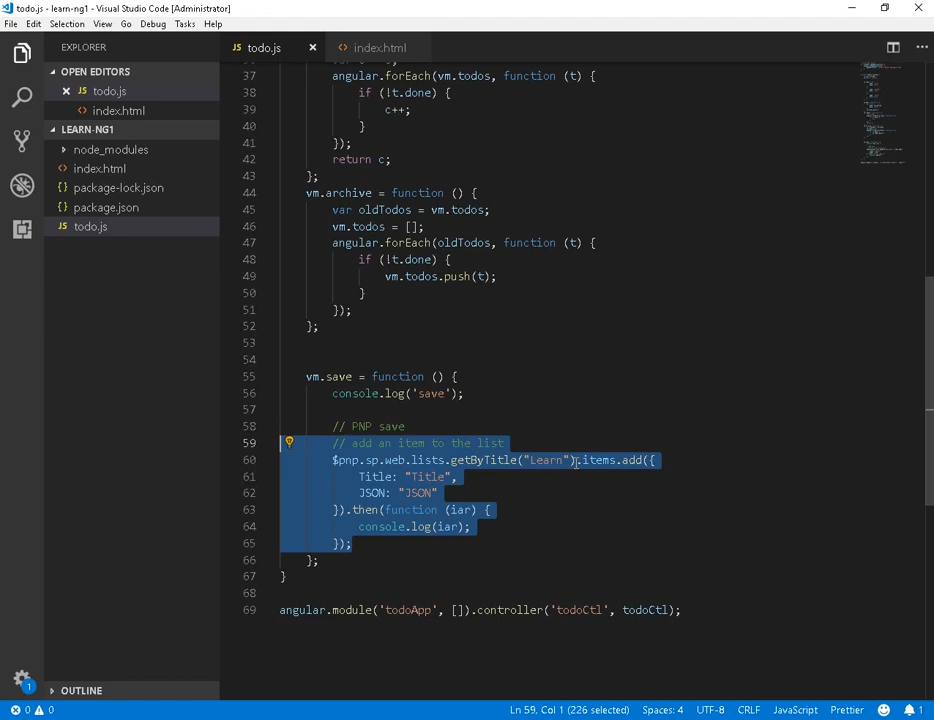 todo.js - learn-ng1 - Visual Studio Code [Administrator]
File Edit Selection View Go Debug Tasks Help
EXPLORER
OPEN EDITORS
JS todo.js
<> index.html
LEARN-NG1
node_modules
<> index.html
{} package-lock.json
{} package.json
JS todo.js
OUTLINE
1
JS todo.js
<> index.html
37 angular.forEach(vm.todos, function (t) {
38 if (!t.done) {
39 c++;
40 }
41 });
42 return c;
43 };
44 vm.archive = function () {
45 var oldTodos = vm.todos;
46 vm.todos = [];
47 angular.forEach(oldTodos, function (t) {
48 if (!t.done) {
49 vm.todos.push(t);
50 }
51 });
52 };
53
54
55 vm.save = function () {
56 console.log('save');
57
58 // PNP save
59 // add an item to the list
60 $pnp.sp.web.lists.getByTitle("Learn").items.add({
61 Title: "Title",
62 JSON: "JSON"
63 }).then(function (iar) {
64 console.log(iar);
65 });
66 };
67 }
68
69 angular.module('todoApp', []).controller('todoCtl', todoCtl);
0 0 Ln 59, Col 1 (226 selected) Spaces: 4 UTF-8 CRLF JavaScript Prettier 1